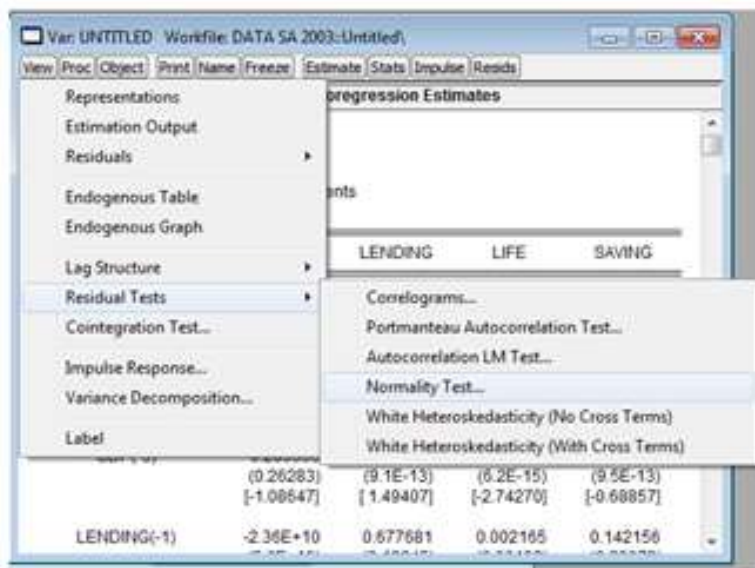 Var: UNTITLED Workfile: DATA SA 2003::Untitled\
View Proc Object Print Name Freeze Estimate Stats Impulse Resids
Representations
Estimation Output
Residuals
Endogenous Table
Endogenous Graph
Lag Structure
Residual Tests
Cointegration Test...
Impulse Response...
Variance Decomposition...
Label
oregression Estimates
nts
LENDING LIFE SAVING
Correlograms...
Portmanteau Autocorrelation Test...
Autocorrelation LM Test...
Normality Test...
White Heteroskedasticity (No Cross Terms)
White Heteroskedasticity (With Cross Terms)
(0.26283) (9.1E-13) (6.2E-15) (9.5E-13)
[-1.08647] [ 1.49407] [-2.74270] [-0.68857]
LENDING(-1) -2.36E+10 0.677681 0.002165 0.142156